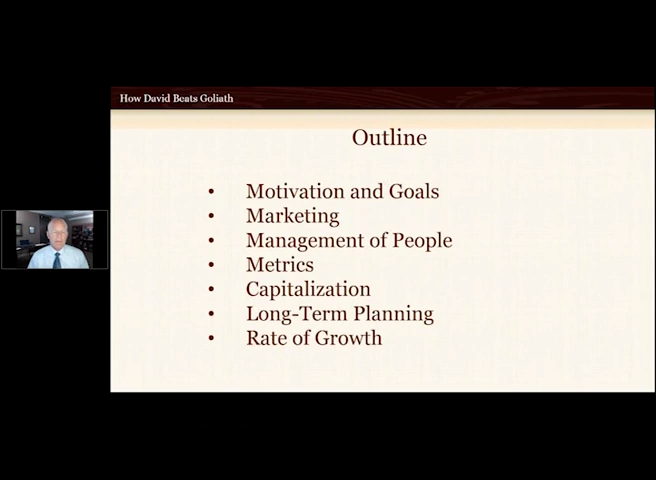 How David Beats Goliath
Outline
• Motivation and Goals
• Marketing
• Management of People
• Metrics
• Capitalization
• Long-Term Planning
• Rate of Growth